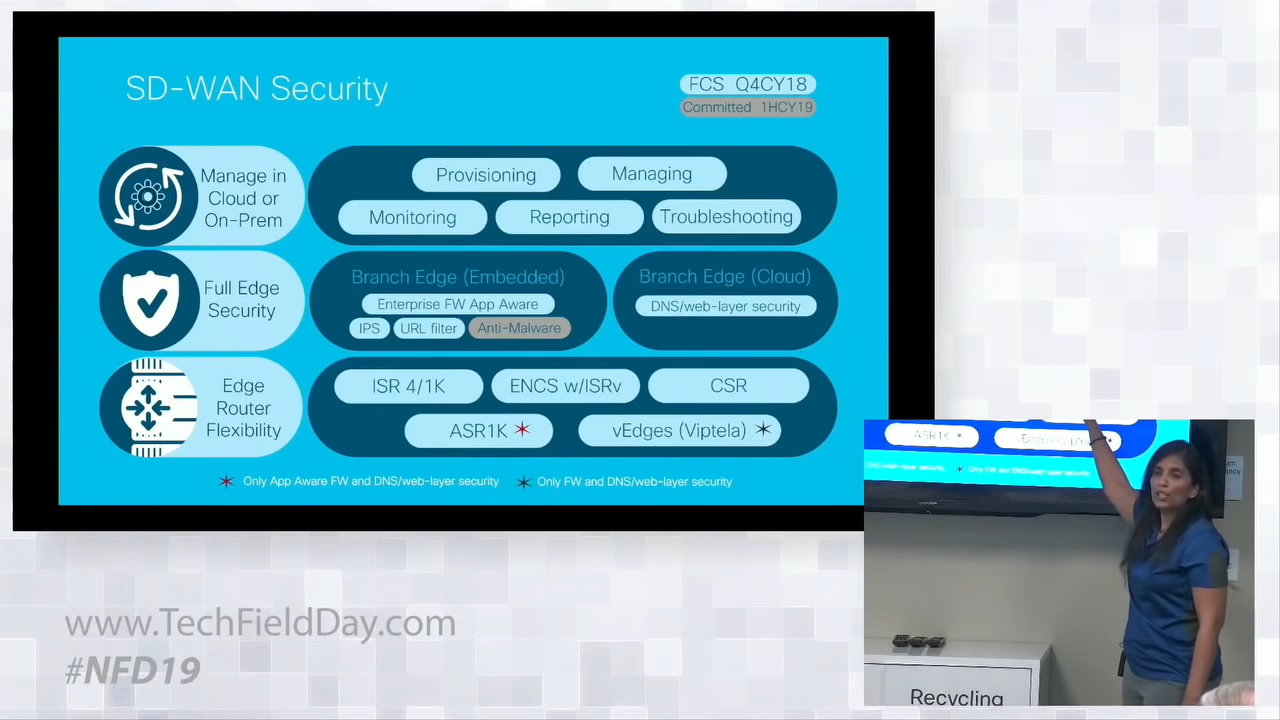 SD-WAN Security
FCS Q4CY18
Committed 1HCY19
Manage in
Cloud or
On-Prem
Provisioning
Managing
Monitoring
Reporting
Troubleshooting
Full Edge
Security
Branch Edge (Embedded)
Enterprise FW App Aware
IPS
URL filter
Anti-Malware
Branch Edge (Cloud)
DNS/web-layer security
Edge
Router
Flexibility
ISR 4/1K
ENCS w/ISRv
CSR
ASR1K ✶
vEdges (Viptela) ✶
✶ Only App Aware FW and DNS/web-layer security
✶ Only FW and DNS/web-layer security
ASR1K
Recycling
www.TechFieldDay.com
#NFD19